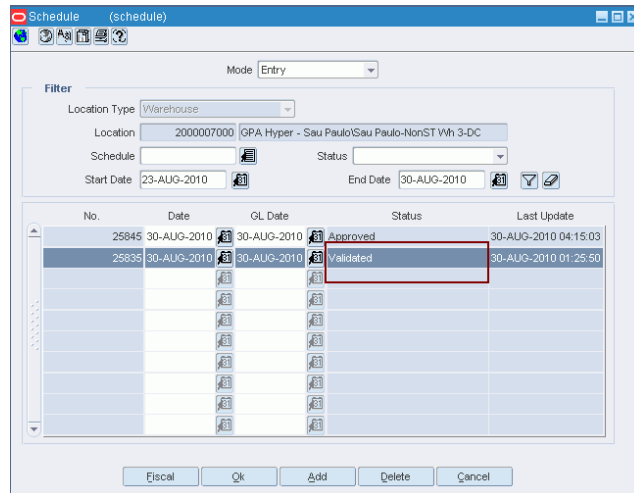 Schedule (schedule)
Mode Entry
Filter
Location Type Warehouse
Location 2000007000 GPA Hyper - Sau Paulo\Sau Paulo-NonST Wh 3-DC
Schedule Status
Start Date 23-AUG-2010 End Date 30-AUG-2010
No. Date GL Date Status Last Update
25845 30-AUG-2010 30-AUG-2010 Approved 30-AUG-2010 04:15:03
25835 30-AUG-2010 30-AUG-2010 Validated 30-AUG-2010 01:25:50
Fiscal Ok Add Delete Cancel